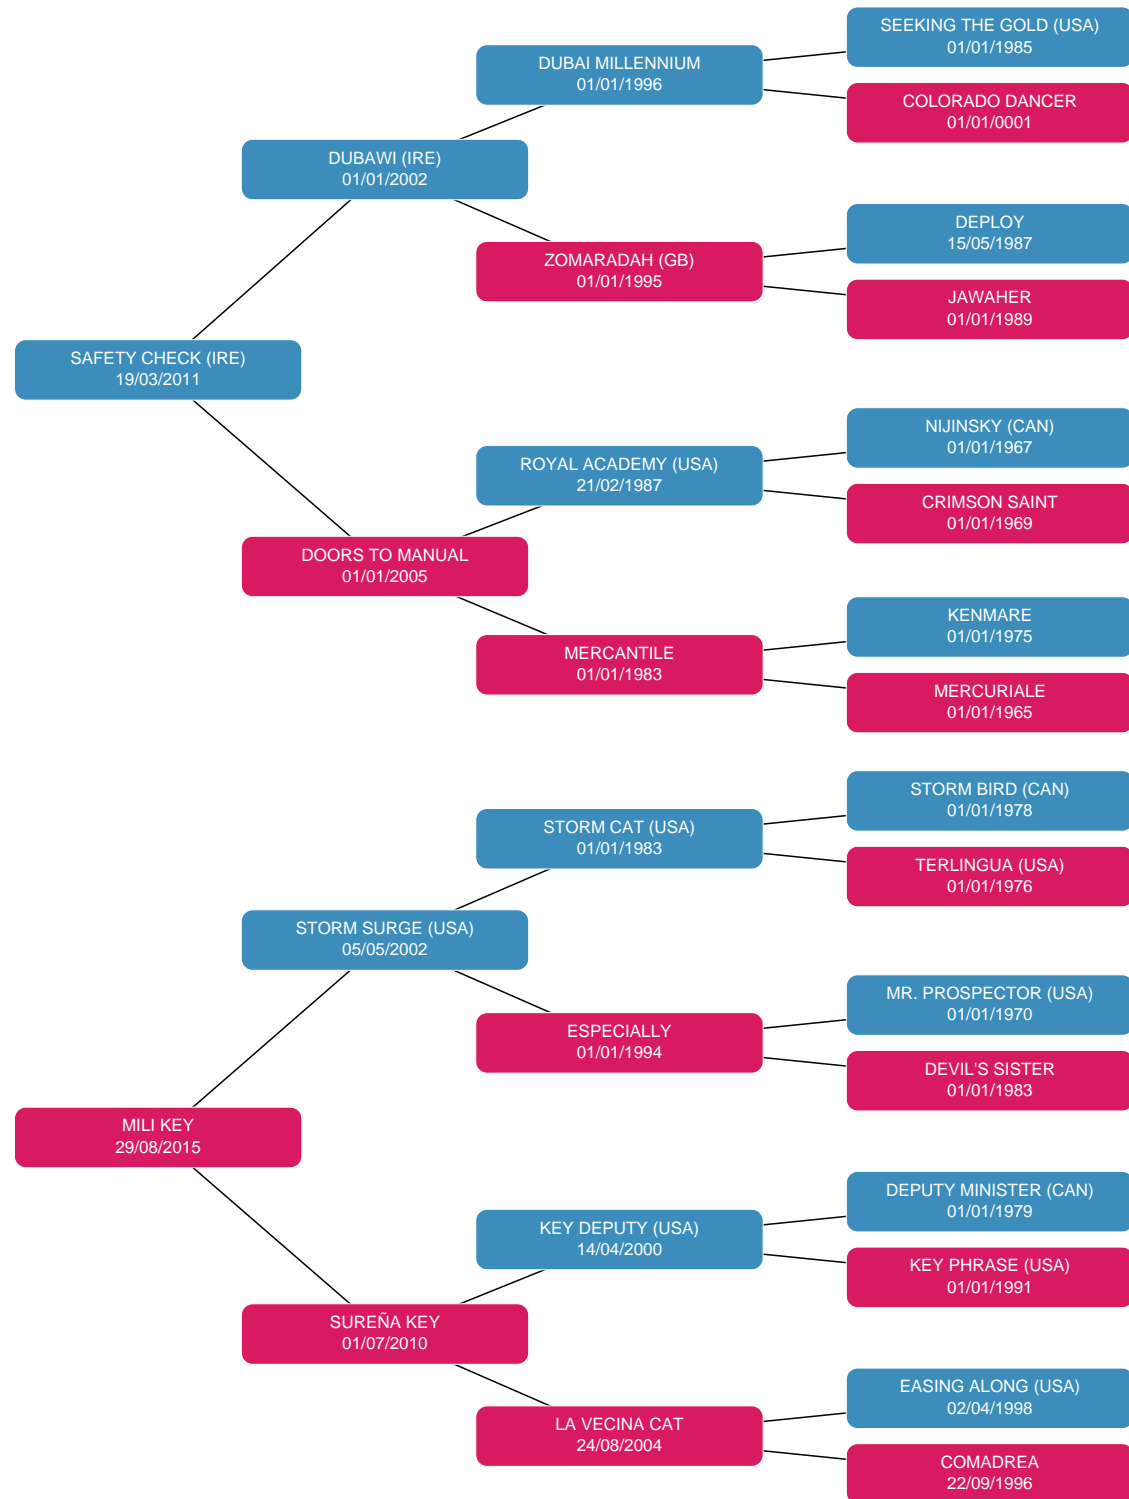 SEEKING THE GOLD (USA)
01/01/1985
DUBAI MILLENNIUM
01/01/1996
COLORADO DANCER
01/01/0001
DUBAWI (IRE)
01/01/2002
DEPLOY
15/05/1987
ZOMARADAH (GB)
01/01/1995
JAWAHER
01/01/1989
SAFETY CHECK (IRE)
19/03/2011
NIJINSKY (CAN)
01/01/1967
ROYAL ACADEMY (USA)
21/02/1987
CRIMSON SAINT
01/01/1969
DOORS TO MANUAL
01/01/2005
KENMARE
01/01/1975
MERCANTILE
01/01/1983
MERCURIALE
01/01/1965
STORM BIRD (CAN)
01/01/1978
STORM CAT (USA)
01/01/1983
TERLINGUA (USA)
01/01/1976
STORM SURGE (USA)
05/05/2002
MR. PROSPECTOR (USA)
01/01/1970
ESPECIALLY
01/01/1994
DEVIL'S SISTER
01/01/1983
MILI KEY
29/08/2015
DEPUTY MINISTER (CAN)
01/01/1979
KEY DEPUTY (USA)
14/04/2000
KEY PHRASE (USA)
01/01/1991
SUREÑA KEY
01/07/2010
EASING ALONG (USA)
02/04/1998
LA VECINA CAT
24/08/2004
COMADREA
22/09/1996